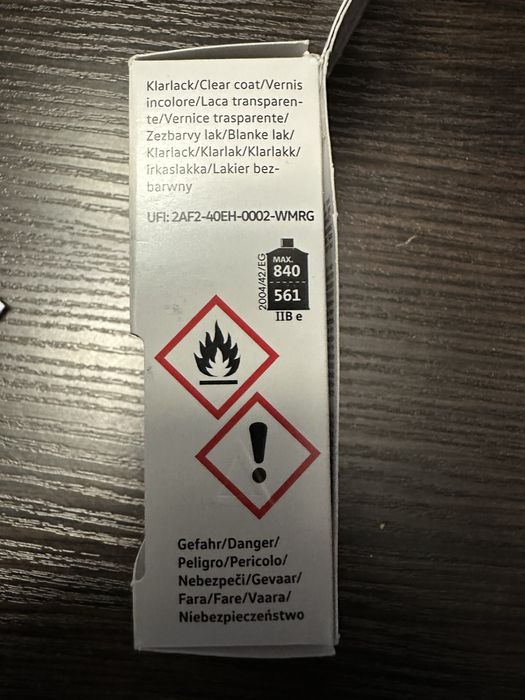 Klarlack/Clear coat/Vernis
incolore/Laca transparen-
te/Vernice trasparente/
Zezbarvy lak/Blanke lak/
Klarlack/Klarlak/Klarlakk/
irkaslakka/Lakier bez-
barwny
UFI: 2AF2-40EH-0002-WMRG
2004/42/EG
MAX.
840
561
IIB e
Gefahr/Danger/
Peligro/Pericolo/
Nebezpečí/Gevaar/
Fara/Fare/Vaara/
Niebezpieczeństwo